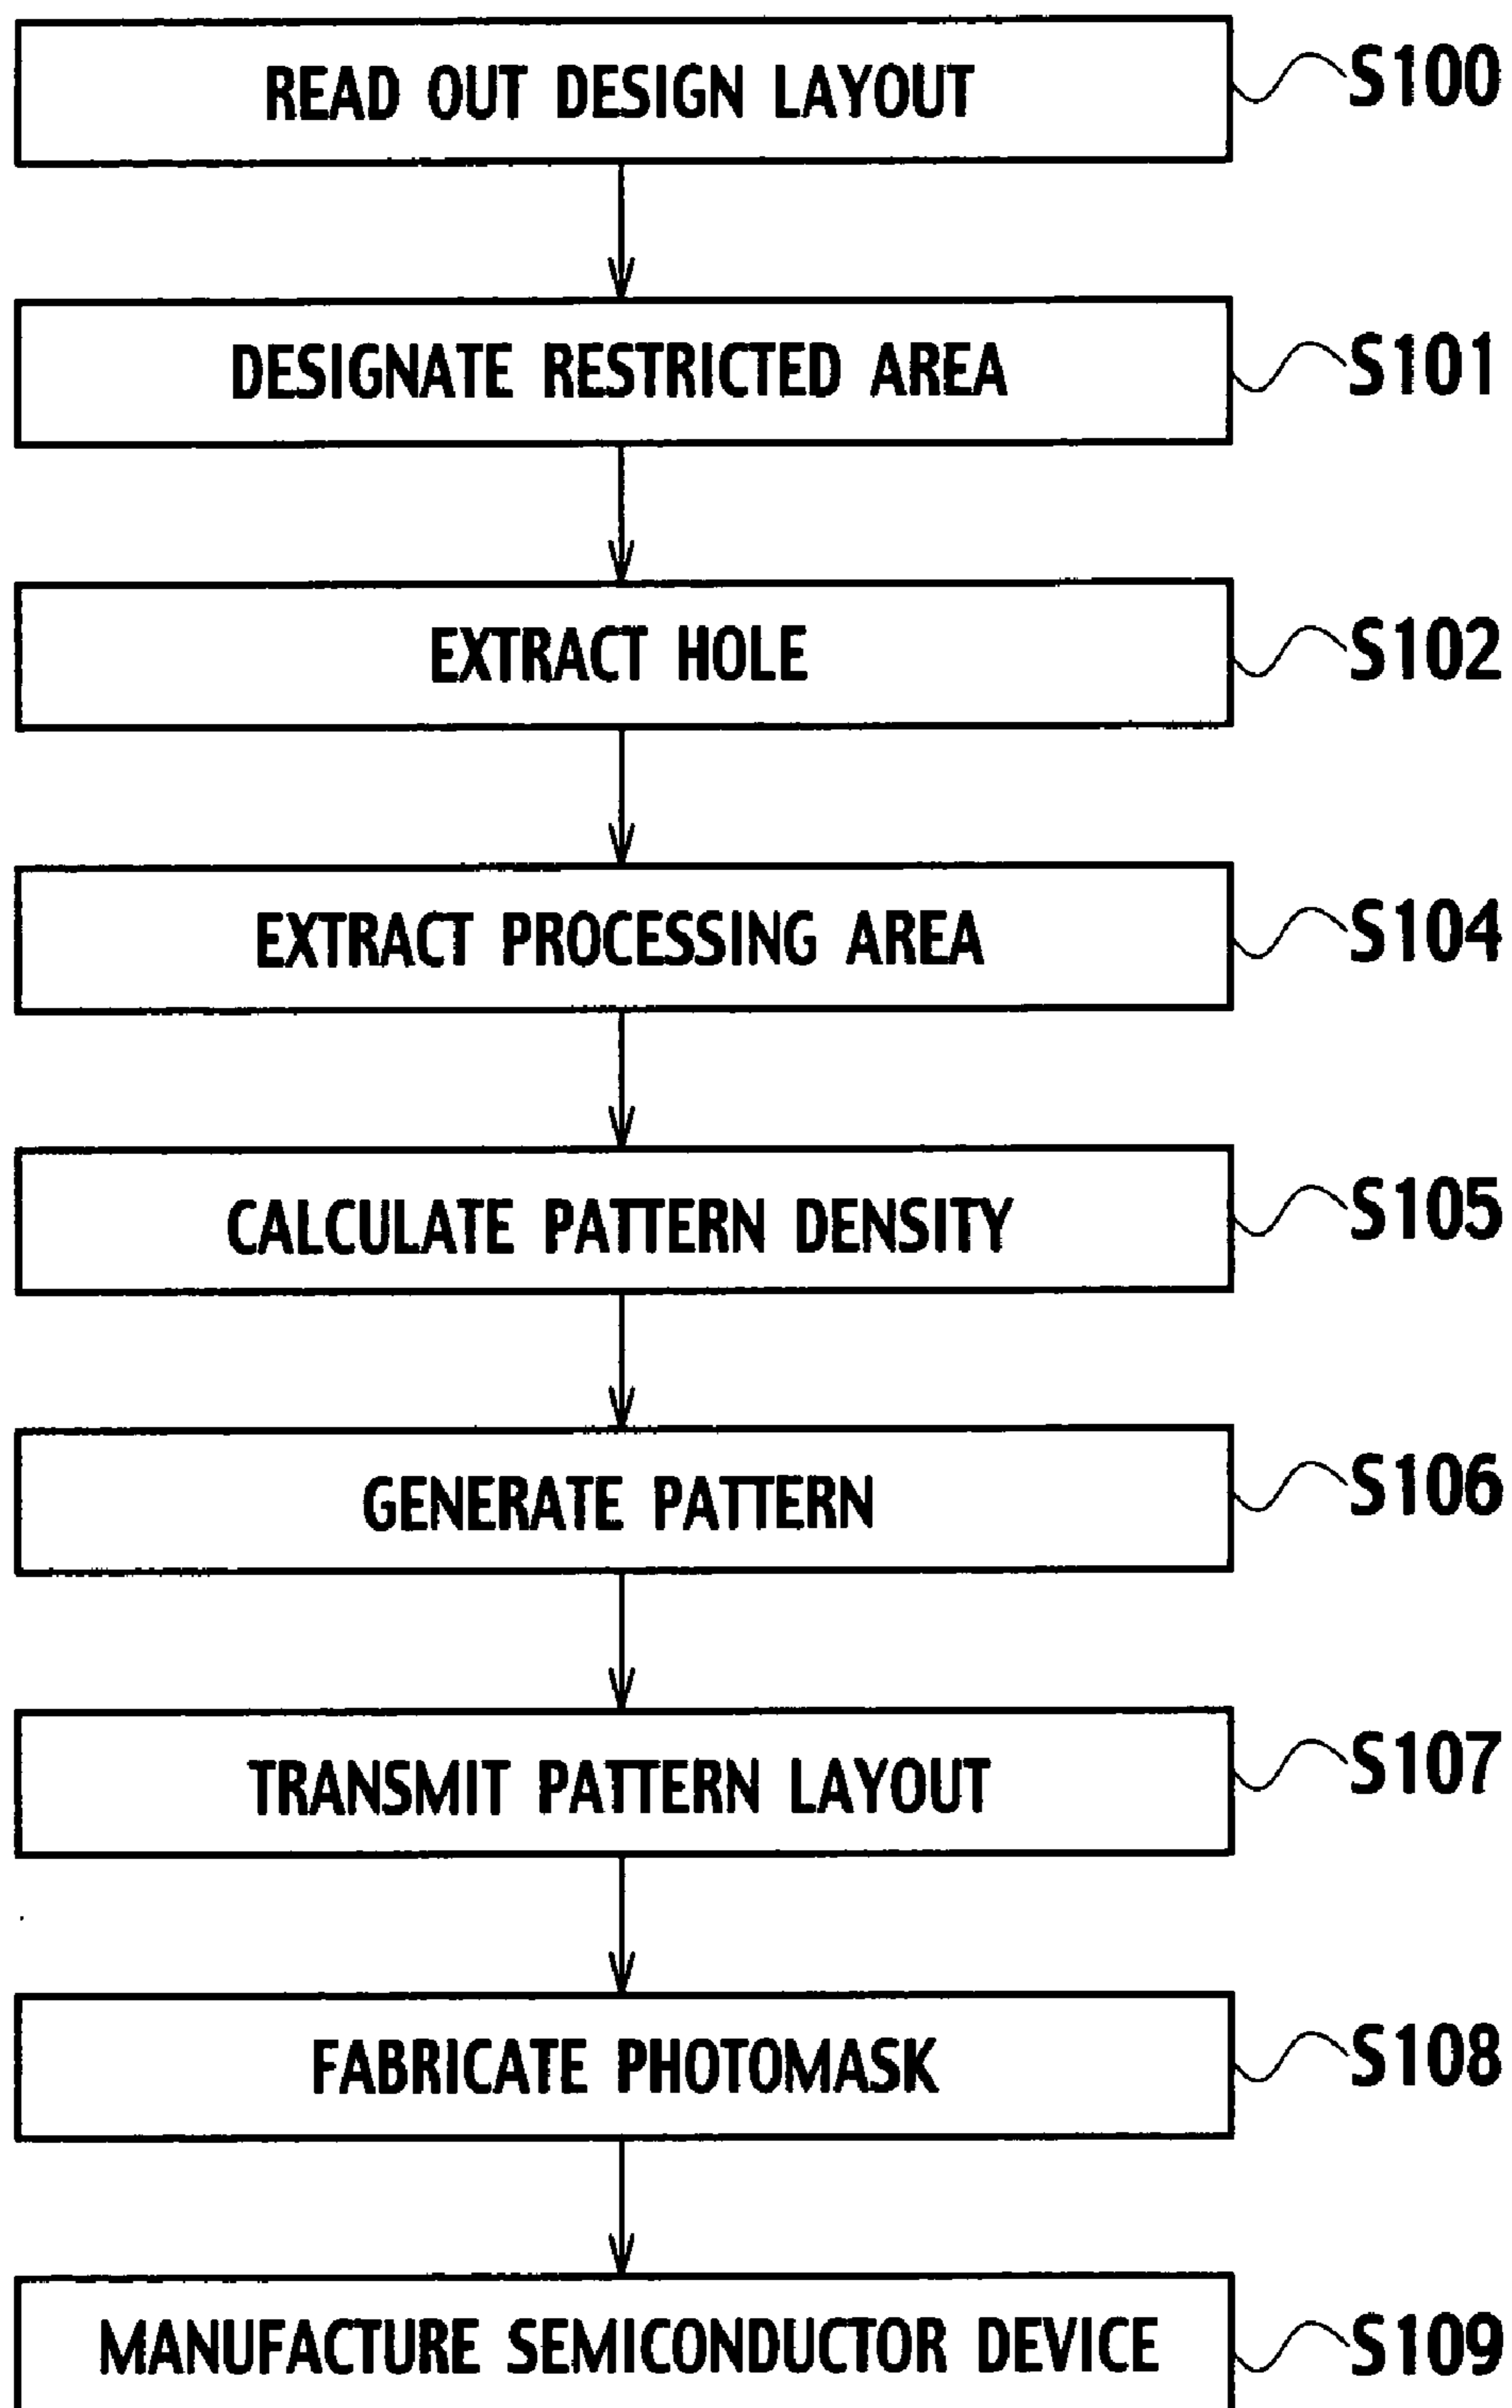 READ OUT DESIGN LAYOUT S100
DESIGNATE RESTRICTED AREA S101
EXTRACT HOLE S102
EXTRACT PROCESSING AREA S104
CALCULATE PATTERN DENSITY S105
GENERATE PATTERN S106
TRANSMIT PATTERN LAYOUT S107
FABRICATE PHOTOMASK S108
MANUFACTURE SEMICONDUCTOR DEVICE S109